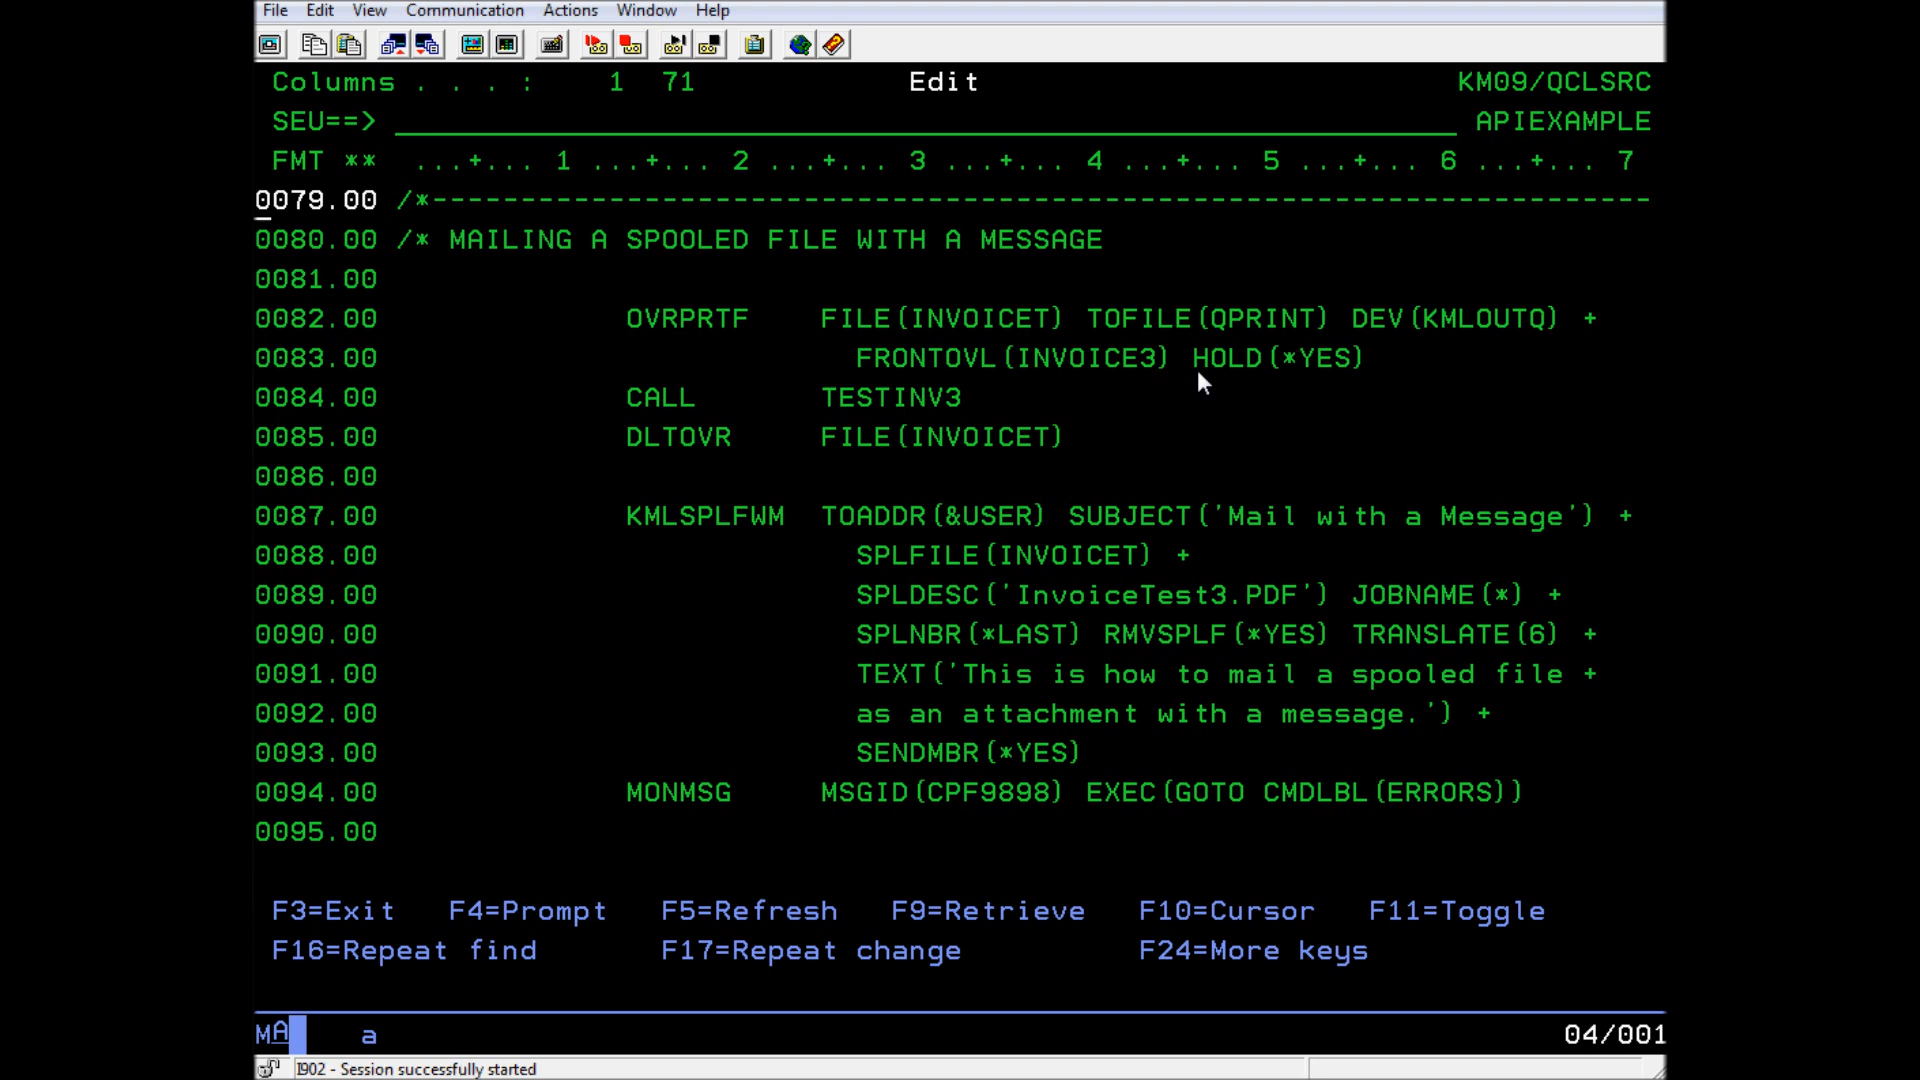 File Edit View Communication Actions Window Help
Columns . . . :    1  71            Edit                           KM09/QCLSRC
SEU==> APIEXAMPLE
FMT **  ...+... 1 ...+... 2 ...+... 3 ...+... 4 ...+... 5 ...+... 6 ...+... 7
0079.00 /*---------------------------------------------------------------------
0080.00 /* MAILING A SPOOLED FILE WITH A MESSAGE
0081.00
0082.00              OVRPRTF    FILE(INVOICET) TOFILE(QPRINT) DEV(KMLOUTQ) +
0083.00                           FRONTOVL(INVOICE3) HOLD(*YES)
0084.00              CALL       TESTINV3
0085.00              DLTOVR     FILE(INVOICET)
0086.00
0087.00              KMLSPLFWM  TOADDR(&USER) SUBJECT('Mail with a Message') +
0088.00                           SPLFILE(INVOICET) +
0089.00                           SPLDESC('InvoiceTest3.PDF') JOBNAME(*) +
0090.00                           SPLNBR(*LAST) RMVSPLF(*YES) TRANSLATE(6) +
0091.00                           TEXT('This is how to mail a spooled file +
0092.00                           as an attachment with a message.') +
0093.00                           SENDMBR(*YES)
0094.00              MONMSG     MSGID(CPF9898) EXEC(GOTO CMDLBL(ERRORS))
0095.00
F3=Exit   F4=Prompt   F5=Refresh   F9=Retrieve   F10=Cursor   F11=Toggle
F16=Repeat find       F17=Repeat change          F24=More keys
MA    a    04/001
I902 - Session successfully started